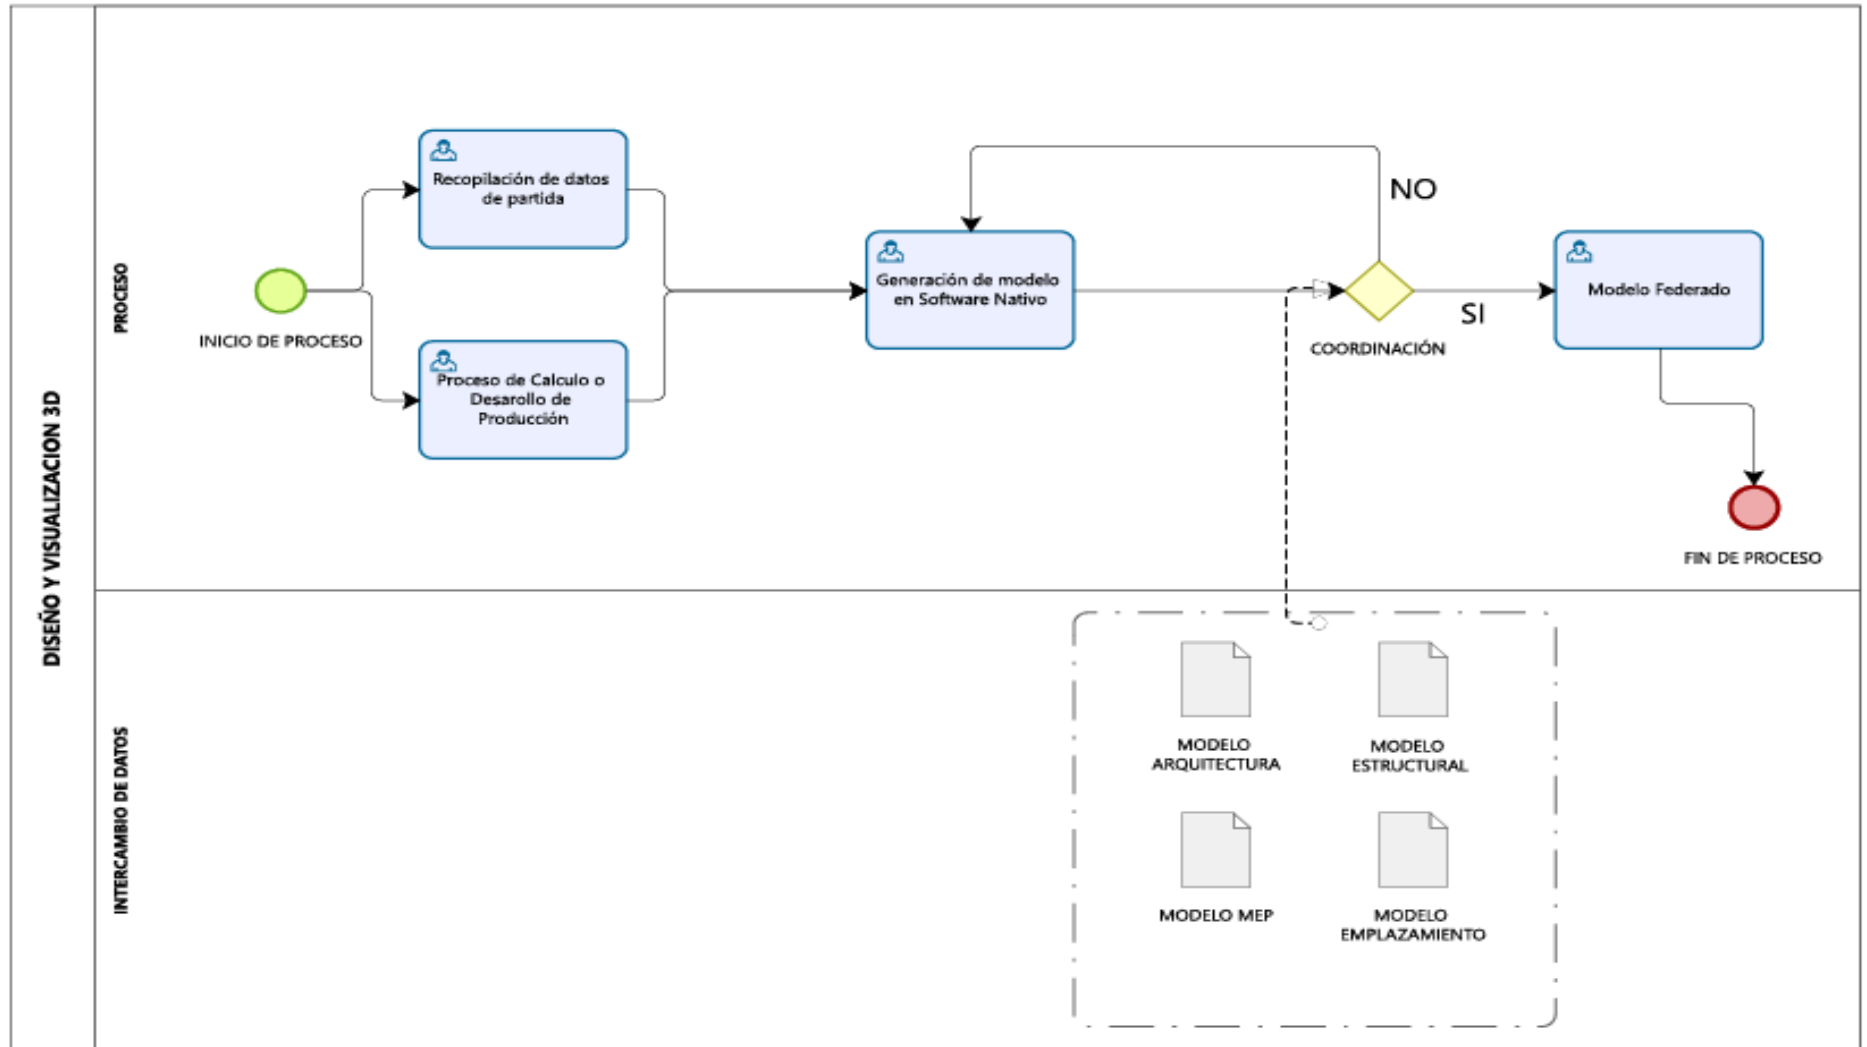 DISEÑO Y VISUALIZACION 3D
PROCESO
INICIO DE PROCESO
Recopilación de datos
de partida
Proceso de Calculo o
Desarollo de
Producción
Generación de modelo
en Software Nativo
NO
COORDINACIÓN
SI
Modelo Federado
FIN DE PROCESO
INTERCAMBIO DE DATOS
MODELO
ARQUITECTURA
MODELO
ESTRUCTURAL
MODELO MEP
MODELO
EMPLAZAMIENTO